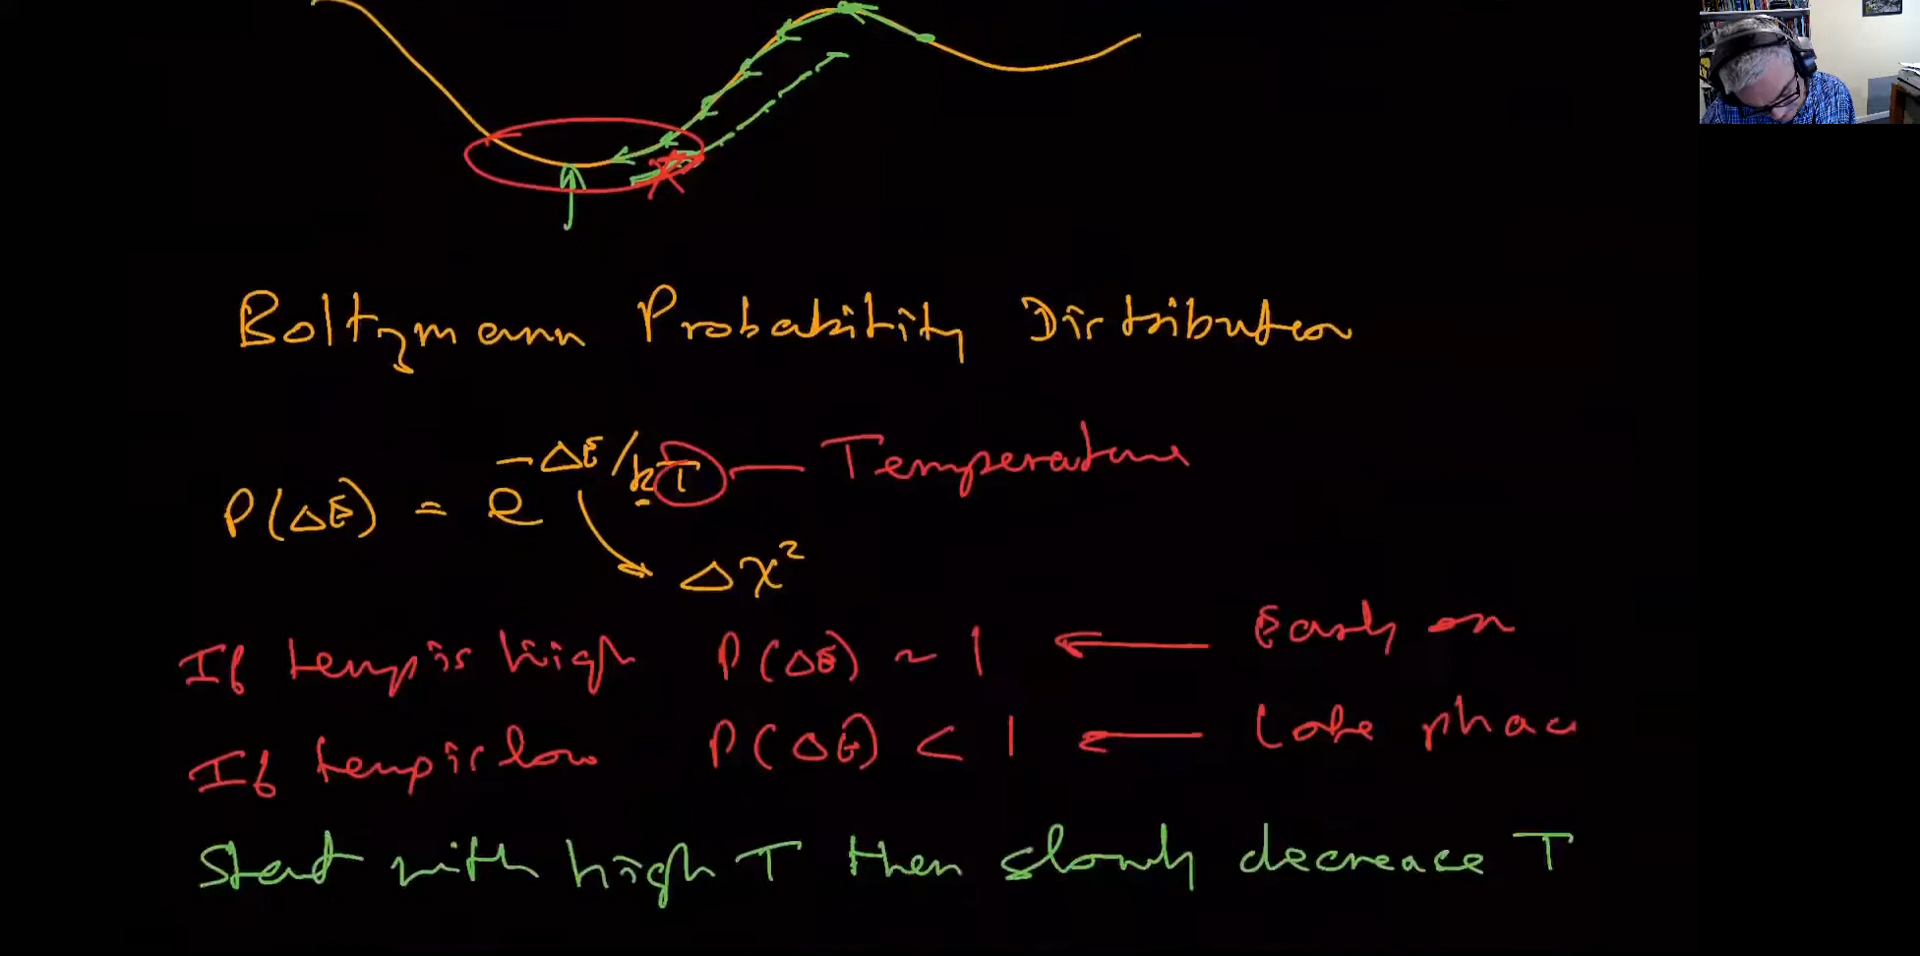 Boltzmann Probability Distribution
P(ΔE) = e^(-ΔE/kT) — Temperature
Δχ²
If temp is high P(ΔE) ~ 1 ← Early on
If temp is low P(ΔE) < 1 ← Late phase
Start with high T then slowly decrease T